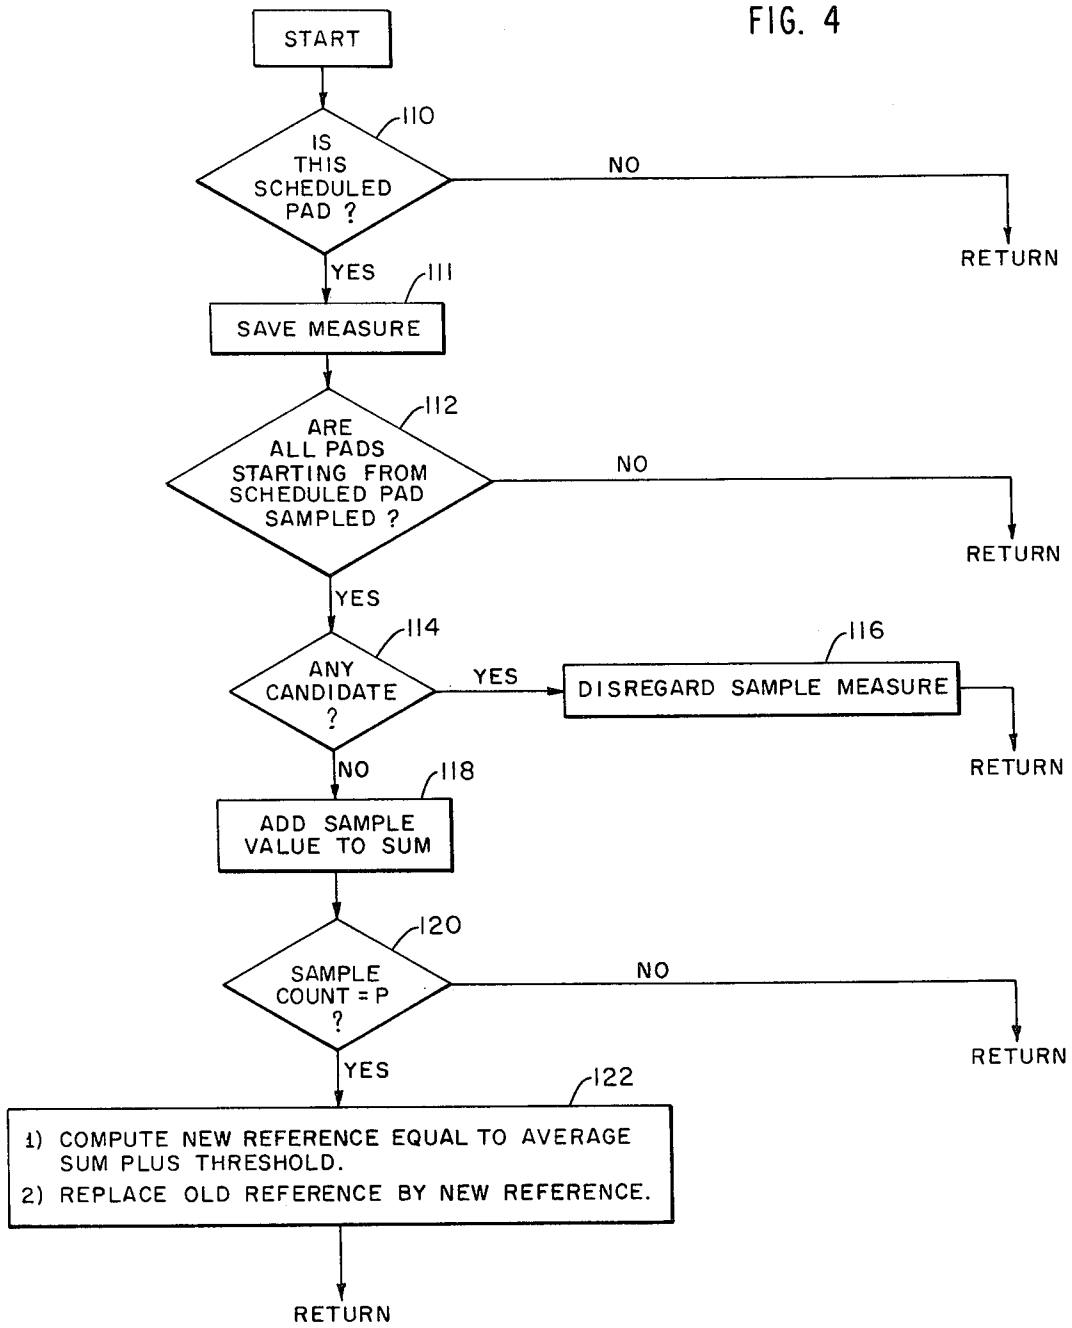 FIG. 4
START
110
IS
THIS
SCHEDULED
PAD ?
NO
RETURN
YES
111
SAVE MEASURE
112
ARE
ALL PADS
STARTING FROM
SCHEDULED PAD
SAMPLED ?
NO
RETURN
YES
114
ANY
CANDIDATE
?
YES
116
DISREGARD SAMPLE MEASURE
RETURN
NO
118
ADD SAMPLE
VALUE TO SUM
120
SAMPLE
COUNT = P
?
NO
RETURN
YES
122
1) COMPUTE NEW REFERENCE EQUAL TO AVERAGE
SUM PLUS THRESHOLD.
2) REPLACE OLD REFERENCE BY NEW REFERENCE.
RETURN